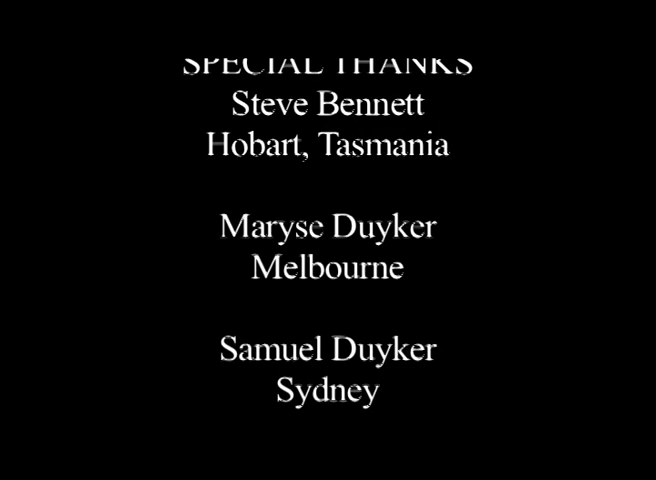 SPECIAL THANKS
Steve Bennett
Hobart, Tasmania
Maryse Duyker
Melbourne
Samuel Duyker
Sydney